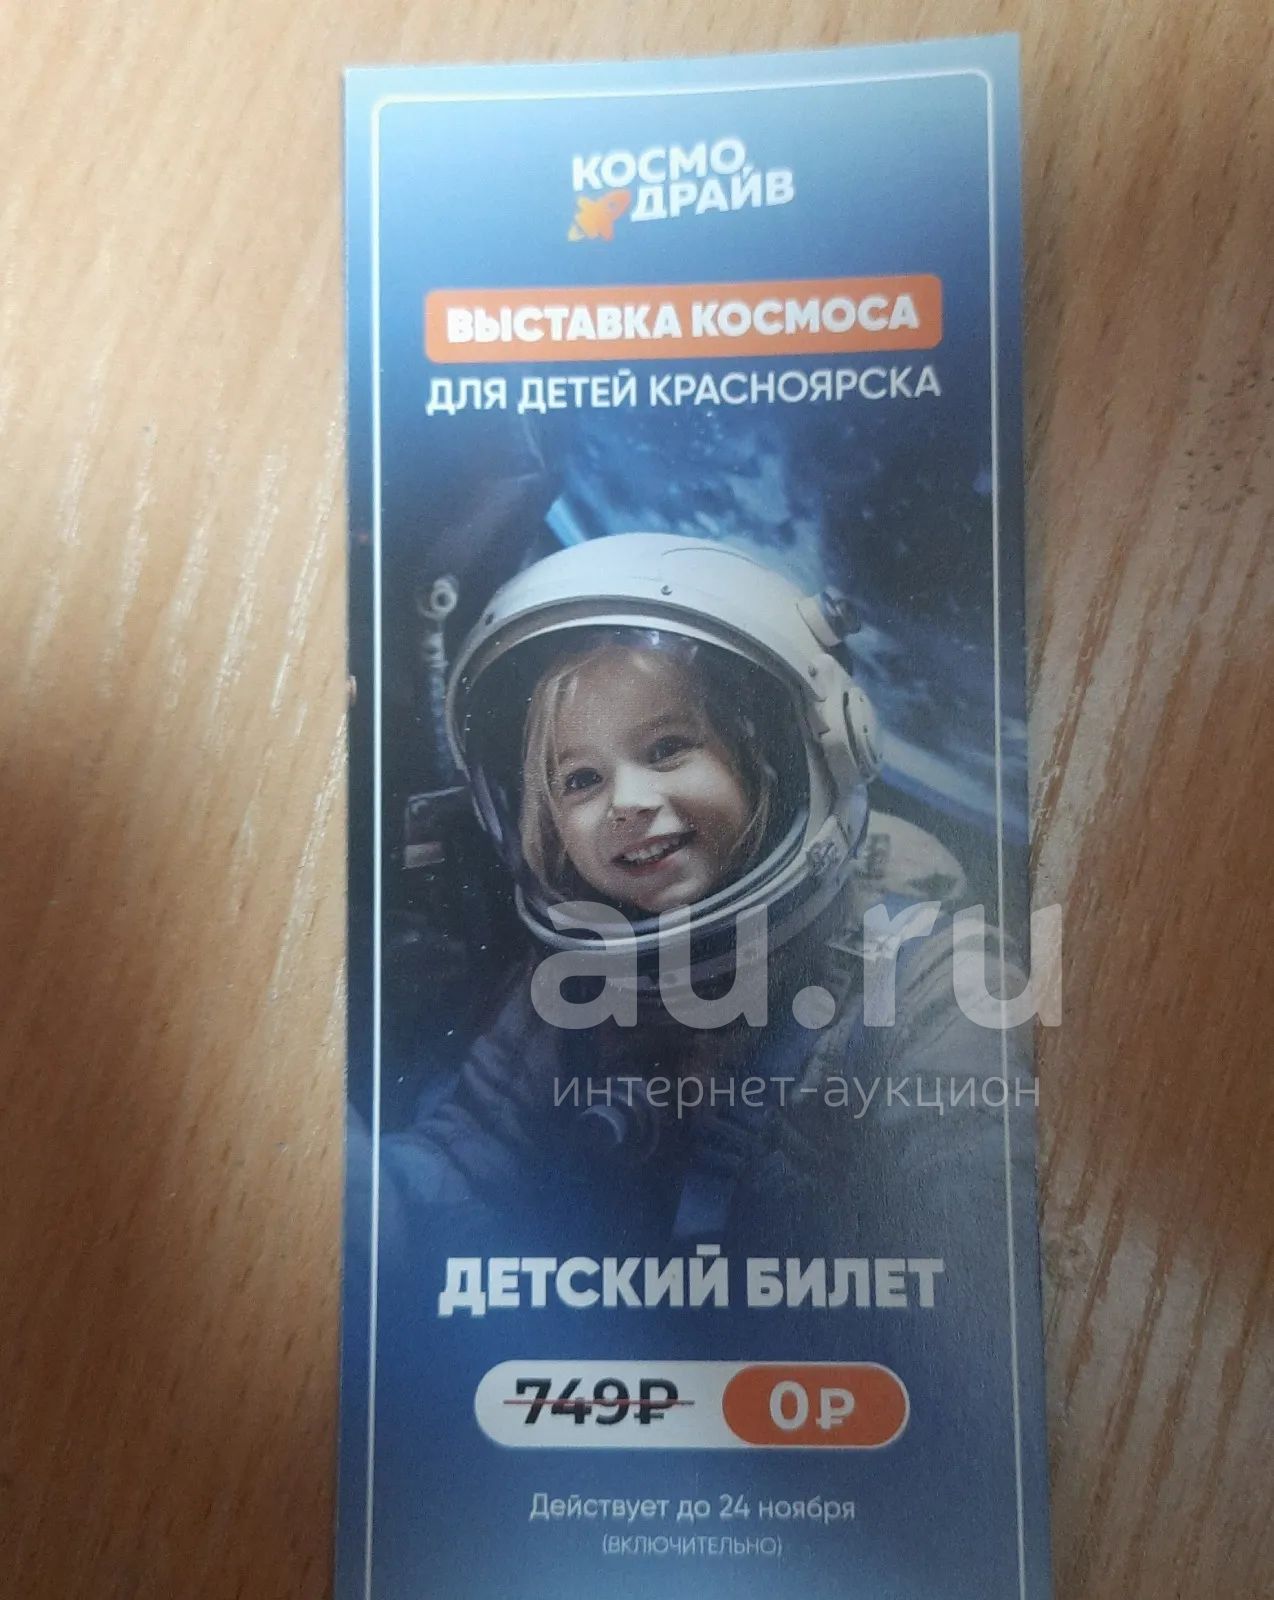 КОСМО
ДРАЙВ
ВЫСТАВКА КОСМОСА
ДЛЯ ДЕТЕЙ КРАСНОЯРСКА
au.ru
интернет-аукцион
ДЕТСКИЙ БИЛЕТ
749₽ 0₽
Действует до 24 ноября
(ВКЛЮЧИТЕЛЬНО)